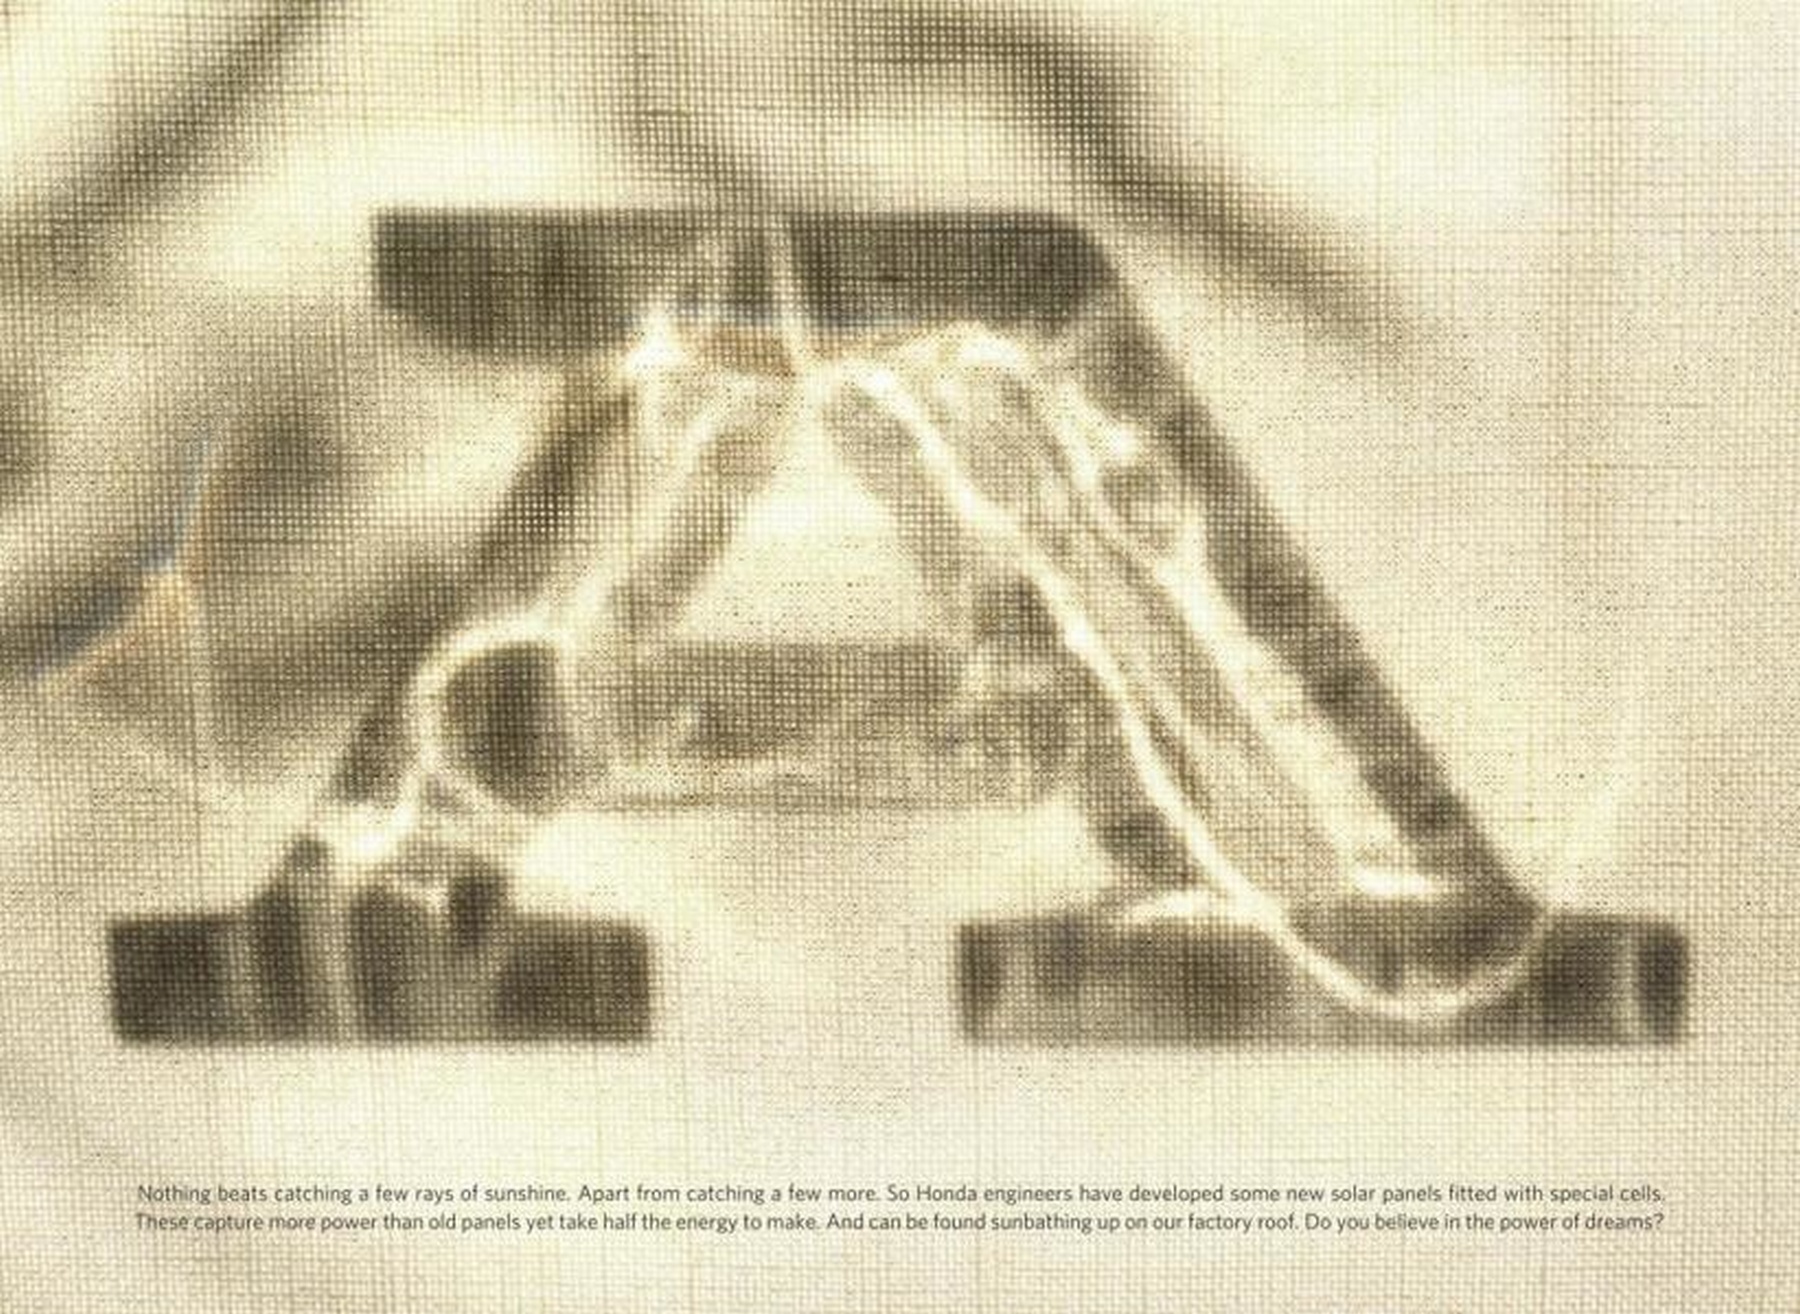 A
Nothing beats catching a few rays of sunshine. Apart from catching a few more. So Honda engineers have developed some new solar panels fitted with special cells.
These capture more power than old panels yet take half the energy to make. And can be found sunbathing up on our factory roof. Do you believe in the power of dreams?